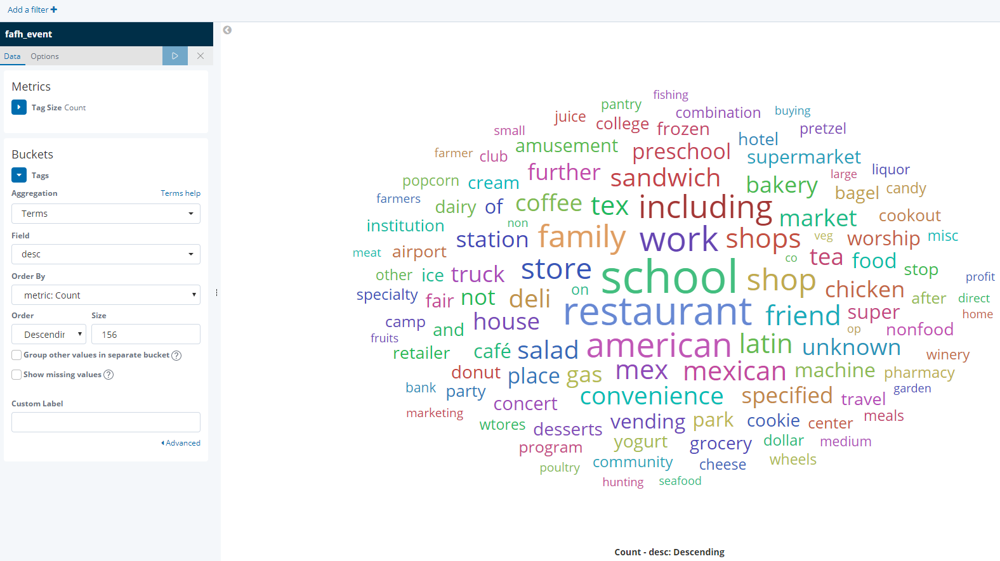 Add a filter
fafh_event
Data Options
Metrics
Tag Size Count
Buckets
Tags
Aggregation Terms help
Terms
Field
desc
Order By
metric: Count
Order Size
Descendir 156
Group other values in separate bucket ?
Show missing values ?
Custom Label
Advanced
fishing
pantry
combination buying
juice college frozen pretzel
small hotel
amusement preschool supermarket
farmer club
further sandwich large liquor
popcorn cream bakery bagel candy
farmers dairy of coffee tex including market cookout
institution non
station family work shops veg worship misc
meat airport co tea food
other ice truck store school shop stop profit
specialty fair not deli on chicken after direct
camp house restaurant friend super home
fruits and op nonfood
retailer café salad american latin unknown winery
donut place gas mex mexican machine pharmacy
bank party garden
concert convenience specified travel
marketing meals
wtores desserts vending park cookie center
program yogurt grocery dollar medium
poultry community cheese wheels
hunting seafood
Count - desc: Descending